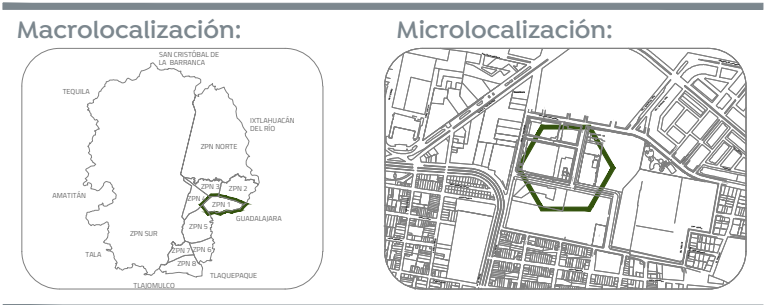 Macrolocalización:
Microlocalización:
SAN CRISTÓBAL DE
LA BARRANCA
TEQUILA
IXTLAHUACÁN
DEL RÍO
ZPN NORTE
ZPN 3
ZPN 2
AMATITÁN
ZPN 1
GUADALAJARA
ZPN 5
ZPN SUR
ZPN 7
ZPN 6
TALA
ZPN 8
TLAQUEPAQUE
TLAJOMULCO